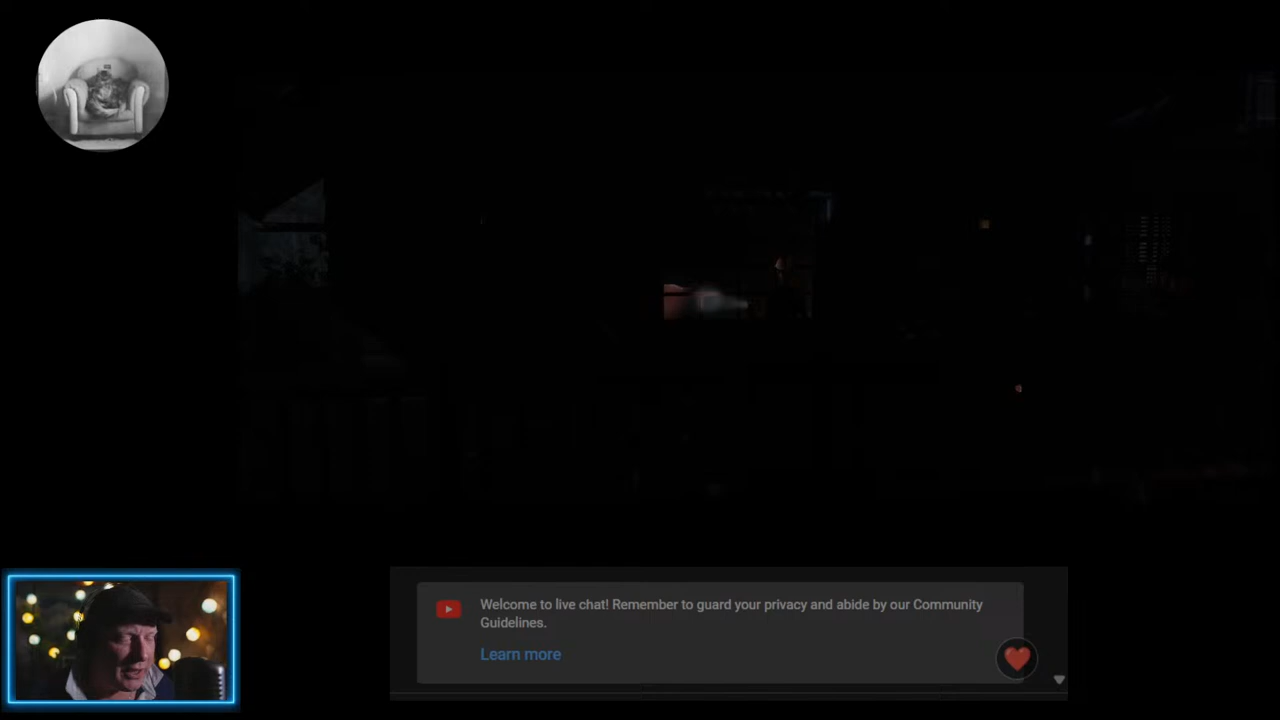 Welcome to live chat! Remember to guard your privacy and abide by our Community
Guidelines.
Learn more